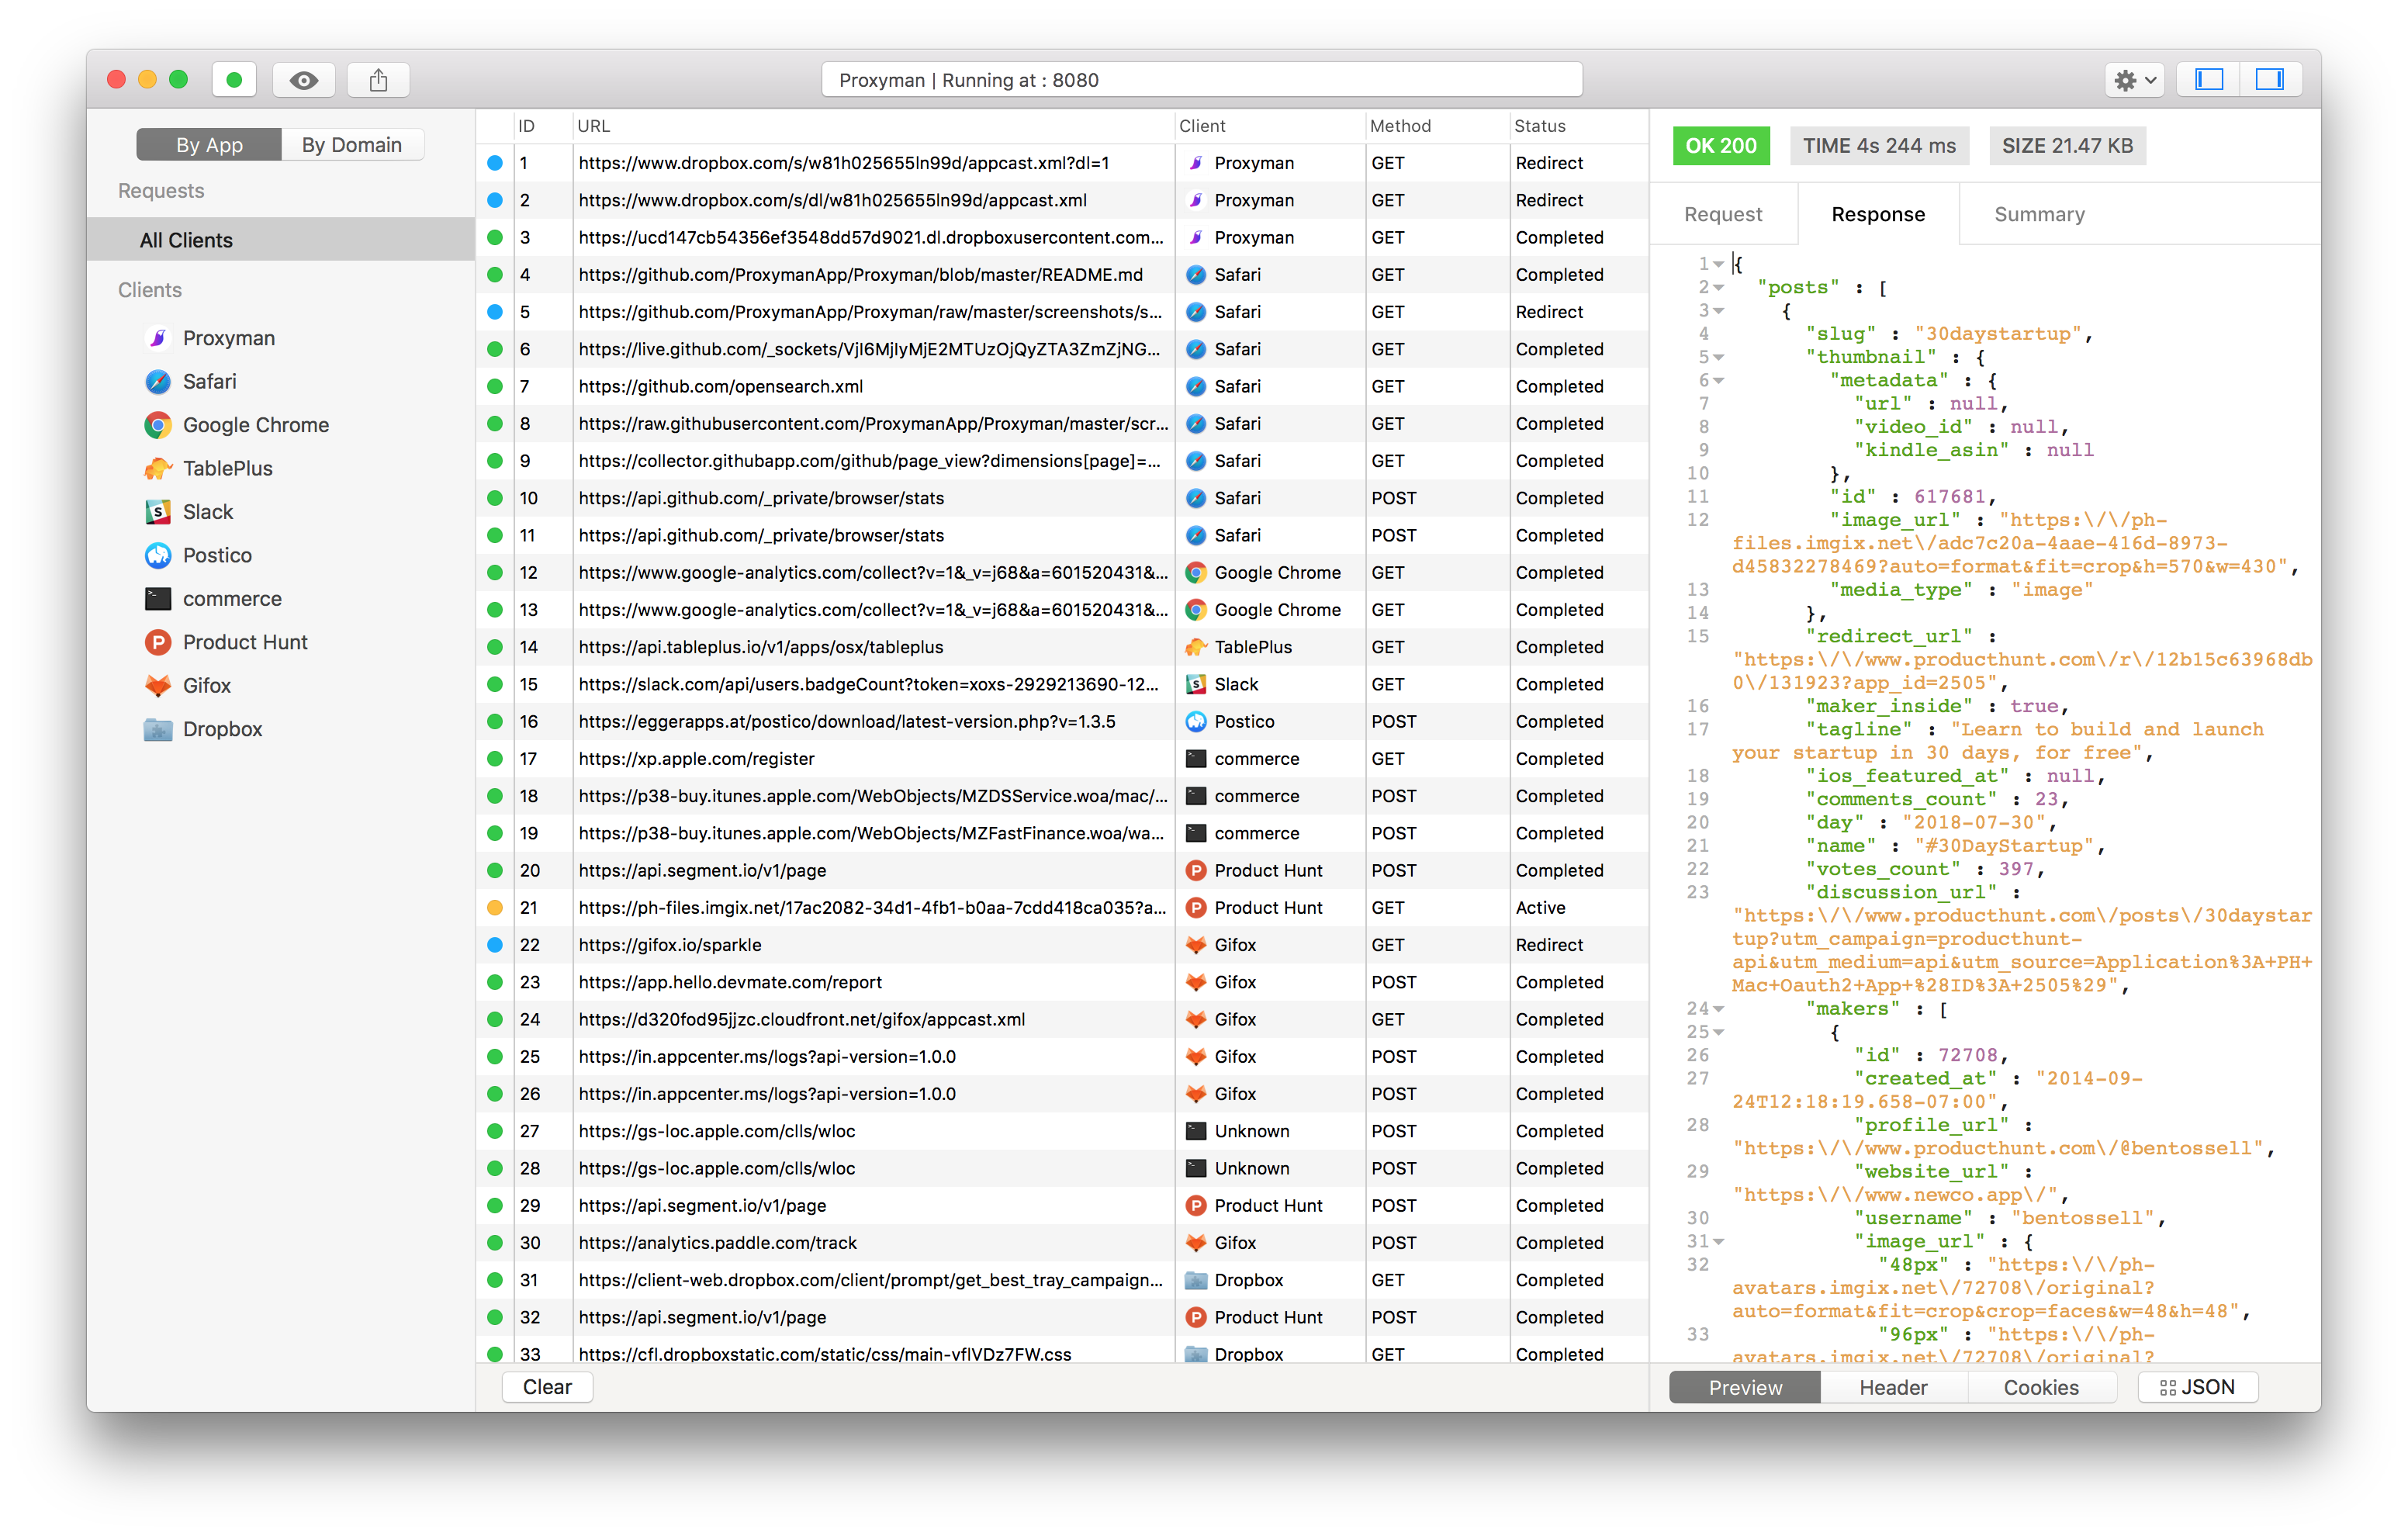 Proxyman | Running at : 8080
By App By Domain
Requests
All Clients
Clients
Proxyman
Safari
Google Chrome
TablePlus
Slack
Postico
commerce
Product Hunt
Gifox
Dropbox
ID URL Client Method Status
1 https://www.dropbox.com/s/w81h025655ln99d/appcast.xml?dl=1 Proxyman GET Redirect
2 https://www.dropbox.com/s/dl/w81h025655ln99d/appcast.xml Proxyman GET Redirect
3 https://ucd147cb54356ef3548dd57d9021.dl.dropboxusercontent.com... Proxyman GET Completed
4 https://github.com/ProxymanApp/Proxyman/blob/master/README.md Safari GET Completed
5 https://github.com/ProxymanApp/Proxyman/raw/master/screenshots/s... Safari GET Redirect
6 https://live.github.com/_sockets/VjI6MjIyMjE2MTUzOjQyZTA3ZmZjNG... Safari GET Completed
7 https://github.com/opensearch.xml Safari GET Completed
8 https://raw.githubusercontent.com/ProxymanApp/Proxyman/master/scr... Safari GET Completed
9 https://collector.githubapp.com/github/page_view?dimensions[page]=... Safari GET Completed
10 https://api.github.com/_private/browser/stats Safari POST Completed
11 https://api.github.com/_private/browser/stats Safari POST Completed
12 https://www.google-analytics.com/collect?v=1&_v=j68&a=601520431&... Google Chrome GET Completed
13 https://www.google-analytics.com/collect?v=1&_v=j68&a=601520431&... Google Chrome GET Completed
14 https://api.tableplus.io/v1/apps/osx/tableplus TablePlus GET Completed
15 https://slack.com/api/users.badgeCount?token=xoxs-2929213690-12... Slack GET Completed
16 https://eggerapps.at/postico/download/latest-version.php?v=1.3.5 Postico POST Completed
17 https://xp.apple.com/register commerce GET Completed
18 https://p38-buy.itunes.apple.com/WebObjects/MZDSService.woa/mac/... commerce POST Completed
19 https://p38-buy.itunes.apple.com/WebObjects/MZFastFinance.woa/wa... commerce POST Completed
20 https://api.segment.io/v1/page Product Hunt POST Completed
21 https://ph-files.imgix.net/17ac2082-34d1-4fb1-b0aa-7cdd418ca035?a... Product Hunt GET Active
22 https://gifox.io/sparkle Gifox GET Redirect
23 https://app.hello.devmate.com/report Gifox POST Completed
24 https://d320fod95jjzc.cloudfront.net/gifox/appcast.xml Gifox GET Completed
25 https://in.appcenter.ms/logs?api-version=1.0.0 Gifox POST Completed
26 https://in.appcenter.ms/logs?api-version=1.0.0 Gifox POST Completed
27 https://gs-loc.apple.com/clls/wloc Unknown POST Completed
28 https://gs-loc.apple.com/clls/wloc Unknown POST Completed
29 https://api.segment.io/v1/page Product Hunt POST Completed
30 https://analytics.paddle.com/track Gifox POST Completed
31 https://client-web.dropbox.com/client/prompt/get_best_tray_campaign... Dropbox GET Completed
32 https://api.segment.io/v1/page Product Hunt POST Completed
33 https://cfl.dropboxstatic.com/static/css/main-vflVDz7FW.css Dropbox GET Completed
Clear
OK 200 TIME 4s 244 ms SIZE 21.47 KB
Request Response Summary
1 {
2 "posts" : [
3 {
4 "slug" : "30daystartup",
5 "thumbnail" : {
6 "metadata" : {
7 "url" : null,
8 "video_id" : null,
9 "kindle_asin" : null
10 },
11 "id" : 617681,
12 "image_url" : "https:\/\/ph-
files.imgix.net\/adc7c20a-4aae-416d-8973-
d45832278469?auto=format&fit=crop&h=570&w=430",
13 "media_type" : "image"
14 },
15 "redirect_url" :
"https:\/\/www.producthunt.com\/r\/12b15c63968db
0\/131923?app_id=2505",
16 "maker_inside" : true,
17 "tagline" : "Learn to build and launch
your startup in 30 days, for free",
18 "ios_featured_at" : null,
19 "comments_count" : 23,
20 "day" : "2018-07-30",
21 "name" : "#30DayStartup",
22 "votes_count" : 397,
23 "discussion_url" :
"https:\/\/www.producthunt.com\/posts\/30daystar
tup?utm_campaign=producthunt-
api&utm_medium=api&utm_source=Application%3A+PH+
Mac+Oauth2+App+%28ID%3A+2505%29",
24 "makers" : [
25 {
26 "id" : 72708,
27 "created_at" : "2014-09-
24T12:18:19.658-07:00",
28 "profile_url" :
"https:\/\/www.producthunt.com\/@bentossell",
29 "website_url" :
"https:\/\/www.newco.app\/",
30 "username" : "bentossell",
31 "image_url" : {
32 "48px" : "https:\/\/ph-
avatars.imgix.net\/72708\/original?
auto=format&fit=crop&crop=faces&w=48&h=48",
33 "96px" : "https:\/\/ph-
avatars.imgix.net\/72708\/original?
Preview Header Cookies JSON